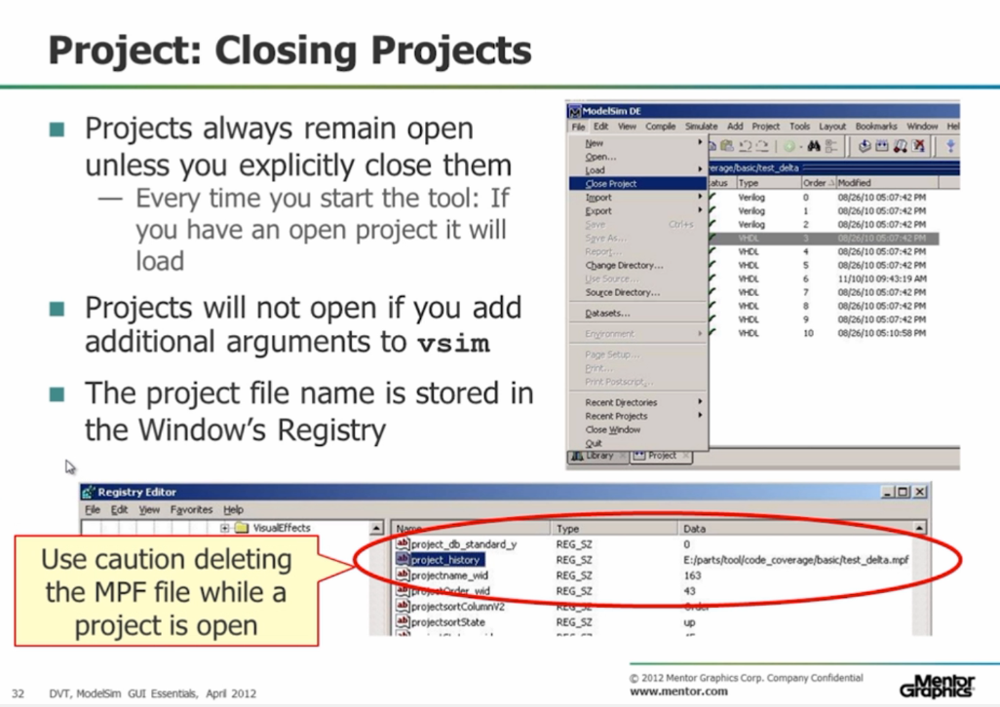 Project: Closing Projects
Projects always remain open
unless you explicitly close them
— Every time you start the tool: If
you have an open project it will
load
Projects will not open if you add
additional arguments to vsim
The project file name is stored in
the Window's Registry
ModelSim DE
File Edit View Compile Simulate Add Project Tools Layout Bookmarks Window Hel
New
Open...
Load
Close Project
Import
Export
Save Ctrl+s
Save As...
Report...
Change Directory...
Use Source...
Source Directory...
Datasets...
Environment
Page Setup...
Print...
Print Postscript...
Recent Directories
Recent Projects
Close Window
Quit
verage/basic/test_delta
tatus Type Order Modified
Verilog 0 08/26/10 05:07:42 PM
Verilog 1 08/26/10 05:07:42 PM
Verilog 2 08/26/10 05:07:42 PM
VHDL 3 08/26/10 05:07:42 PM
VHDL 4 08/26/10 05:07:42 PM
VHDL 5 08/26/10 05:07:42 PM
VHDL 6 11/10/10 09:43:19 AM
VHDL 7 08/26/10 05:07:42 PM
VHDL 8 08/26/10 05:07:42 PM
VHDL 9 08/26/10 05:07:42 PM
VHDL 10 08/26/10 05:10:58 PM
Library Project
Registry Editor
File Edit View Favorites Help
VisualEffects
Name Type Data
project_db_standard_y REG_SZ 0
project_history REG_SZ E:/parts/tool/code_coverage/basic/test_delta.mpf
projectname_wid REG_SZ 163
projectOrder_wid REG_SZ 43
projectsortColumnV2 REG_SZ Order
projectsortState REG_SZ up
Use caution deleting
the MPF file while a
project is open
32 DVT, ModelSim GUI Essentials, April 2012
© 2012 Mentor Graphics Corp. Company Confidential
www.mentor.com
Mentor
Graphics